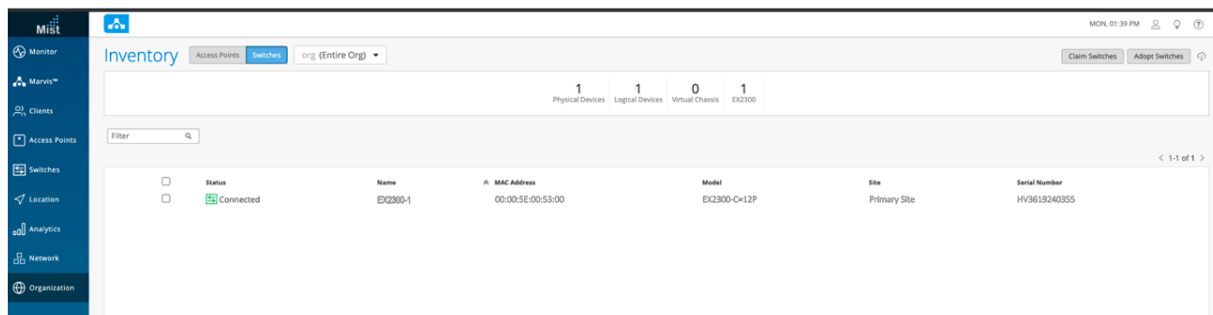 Mist
MON, 01:39 PM
Monitor
Marvis™
Clients
Access Points
Switches
Location
Analytics
Network
Organization
Inventory
Access Points Switches
org (Entire Org)
Claim Switches Adopt Switches
1 1 0 1
Physical Devices Logical Devices Virtual Chassis EX2300
Filter
< 1-1 of 1 >
Status Name MAC Address Model Site Serial Number
Connected EX2300-1 00:00:5E:00:53:00 EX2300-C=12P Primary Site HV3619240355